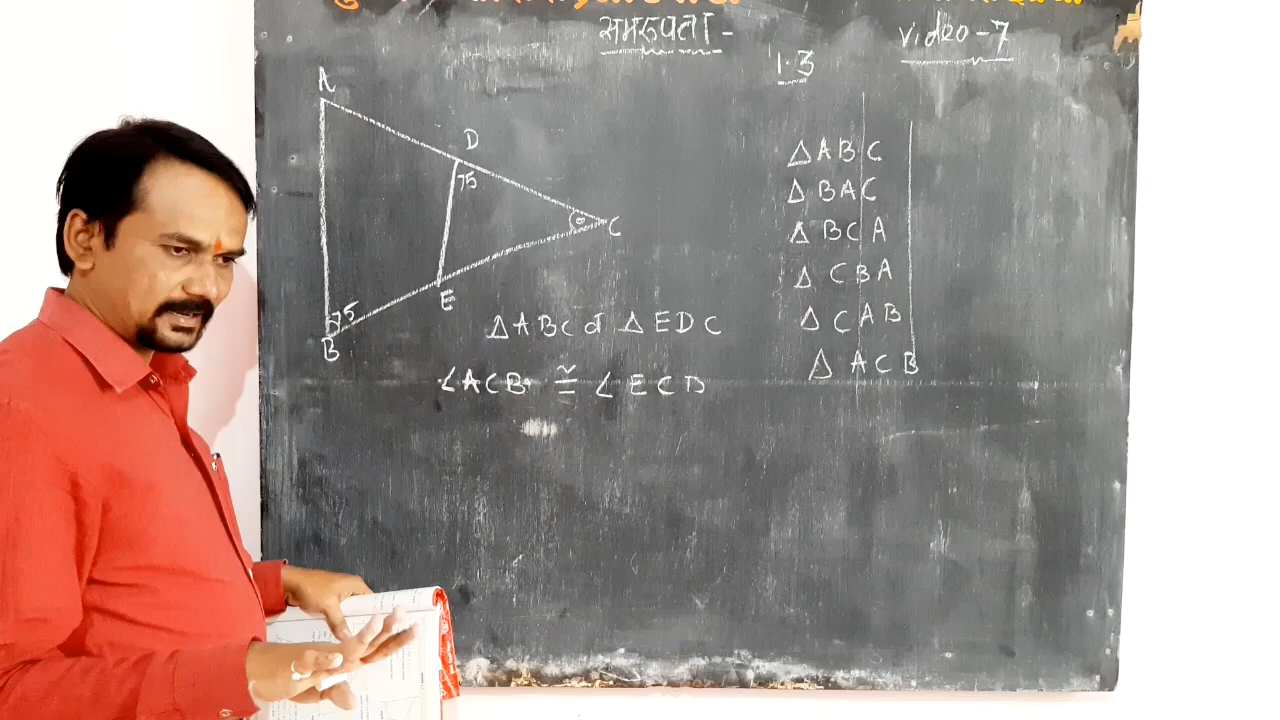 समरूपता -
Video - 7
1.3
A
D
75
C
E
75
B
△ABC व △EDC
∠ACB ≅ ∠ECD
△ABC
△BAC
△BCA
△CBA
△CAB
△ACB